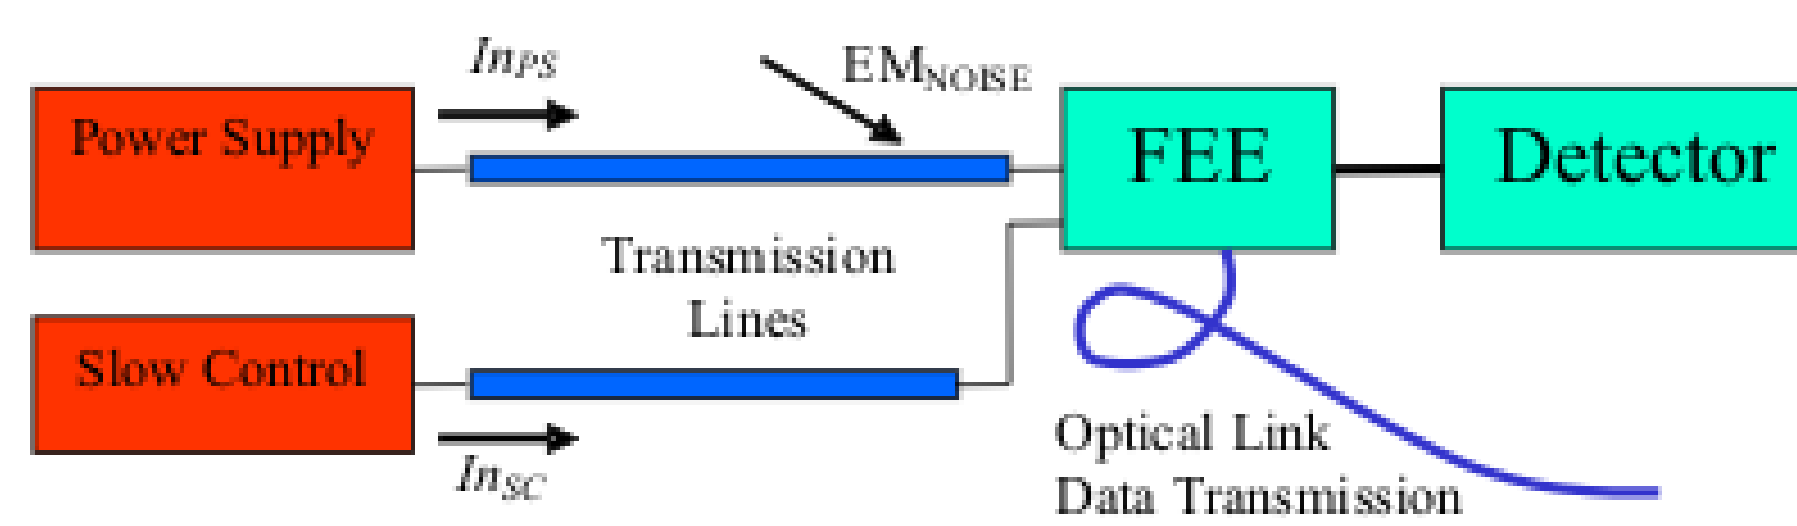 In_PS
EM_NOISE
Power Supply
FEE
Detector
Transmission
Lines
Slow Control
In_SC
Optical Link
Data Transmission